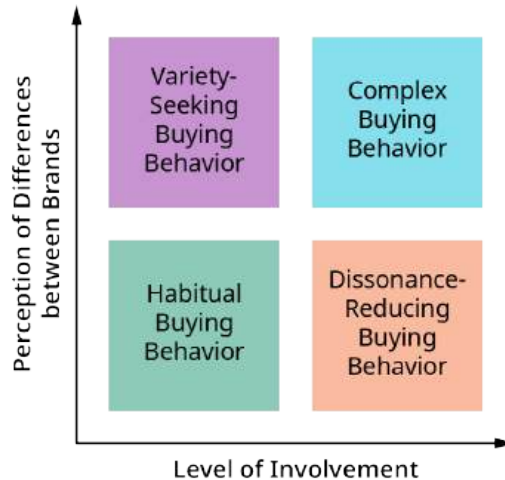 Variety-
Seeking
Buying
Behavior
Complex
Buying
Behavior
Habitual
Buying
Behavior
Dissonance-
Reducing
Buying
Behavior
Perception of Differences
between Brands
Level of Involvement